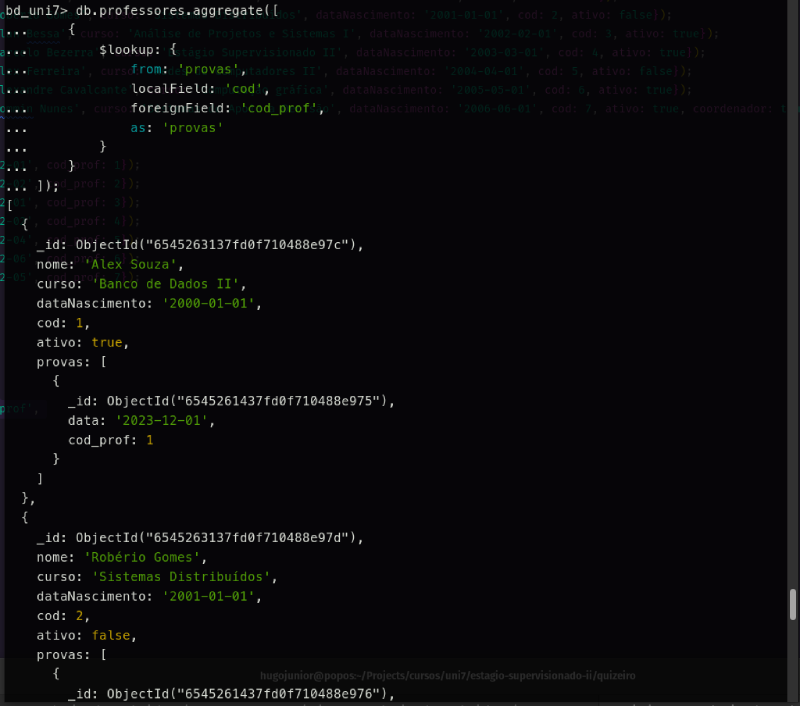 bd_uni7> db.professores.aggregate([
... {
... $lookup: {
... from: 'provas',
... localField: 'cod',
... foreignField: 'cod_prof',
... as: 'provas'
... }
... }
... ]);
[
{
_id: ObjectId("6545263137fd0f710488e97c"),
nome: 'Alex Souza',
curso: 'Banco de Dados II',
dataNascimento: '2000-01-01',
cod: 1,
ativo: true,
provas: [
{
_id: ObjectId("6545261437fd0f710488e975"),
data: '2023-12-01',
cod_prof: 1
}
]
},
{
_id: ObjectId("6545263137fd0f710488e97d"),
nome: 'Robério Gomes',
curso: 'Sistemas Distribuídos',
dataNascimento: '2001-01-01',
cod: 2,
ativo: false,
provas: [
{
hugojunior@popos:~/Projects/cursos/uni7/estagio-supervisionado-ii/quizeiro
_id: ObjectId("6545261437fd0f710488e976"),